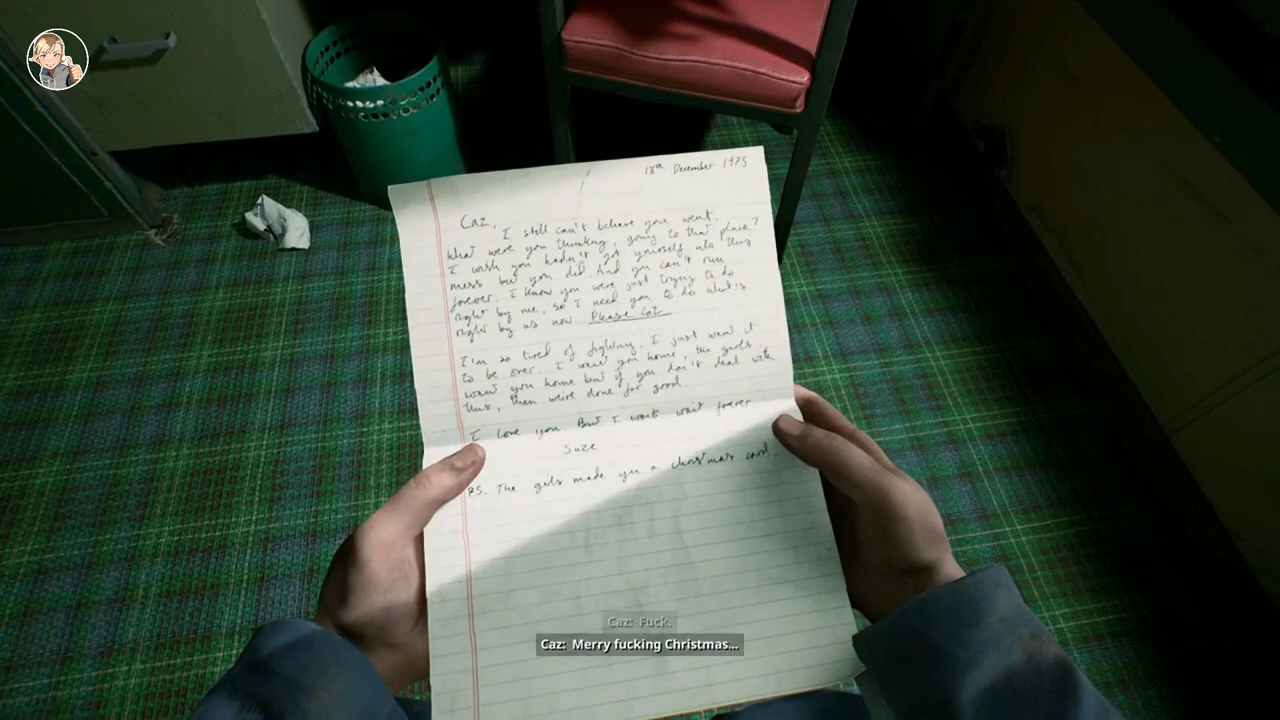 18th December 1975
Caz,
I still can't believe you went.
What were you thinking, going to that place?
I wish you hadn't got yourself into this
mess but you did. And you can't run
forever. I know you were just trying to do
right by me, so I need you to do what's
right by us now. Please Caz
I'm so tired of fighting. I just want it
to be over. I want you home, the girls
want you home but if you don't deal with
this, then we're done for good.
I love you. But I won't wait forever.
Suze
PS. The girls made you a christmas card.
Caz: Fuck.
Caz: Merry fucking Christmas...